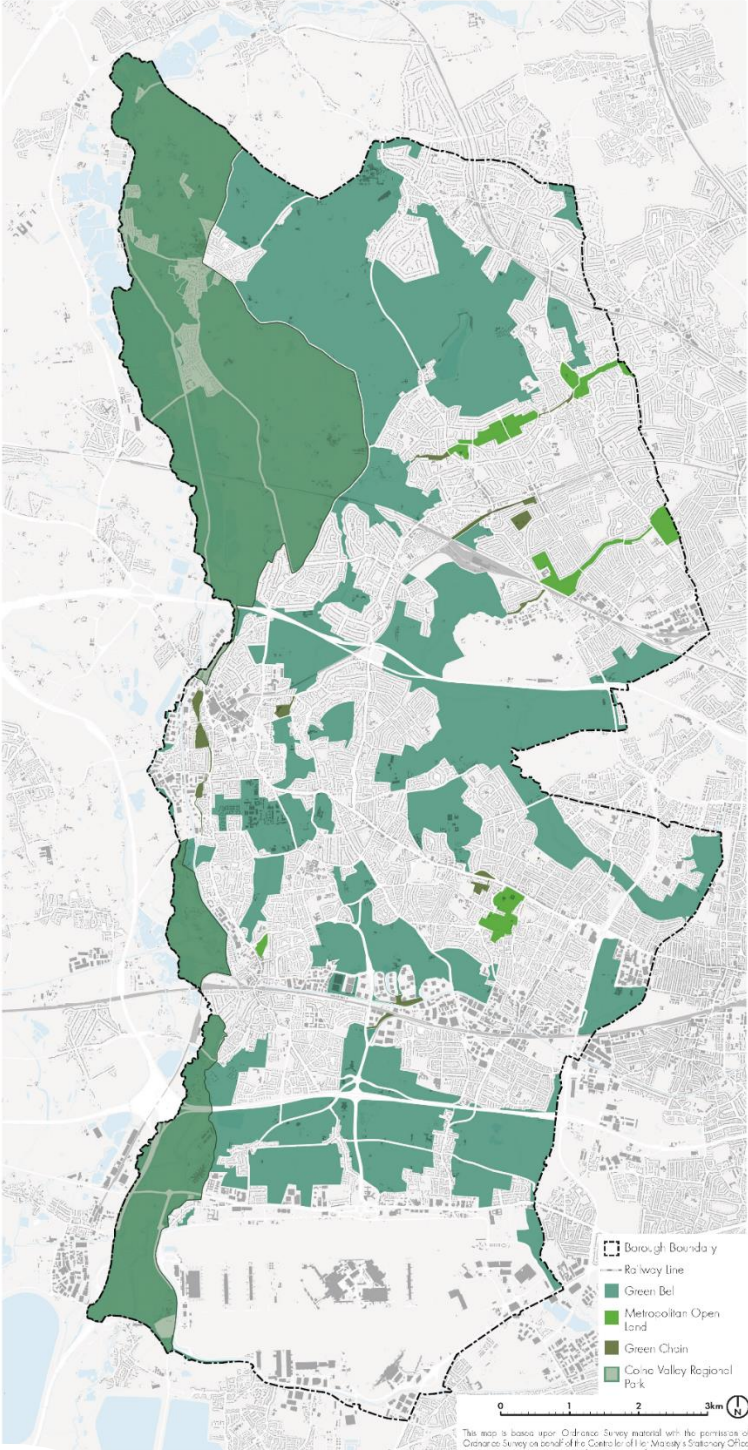 Borough Boundary
Railway Line
Green Bel
Metropolitan Open
Land
Green Chain
Colne Valley Regional
Park
0 1 2 3km
N
This map is based upon Ordnance Survey material with the permission o
Ordnance Survey on behalf of the Controller of Her Majesty's Stationery Office